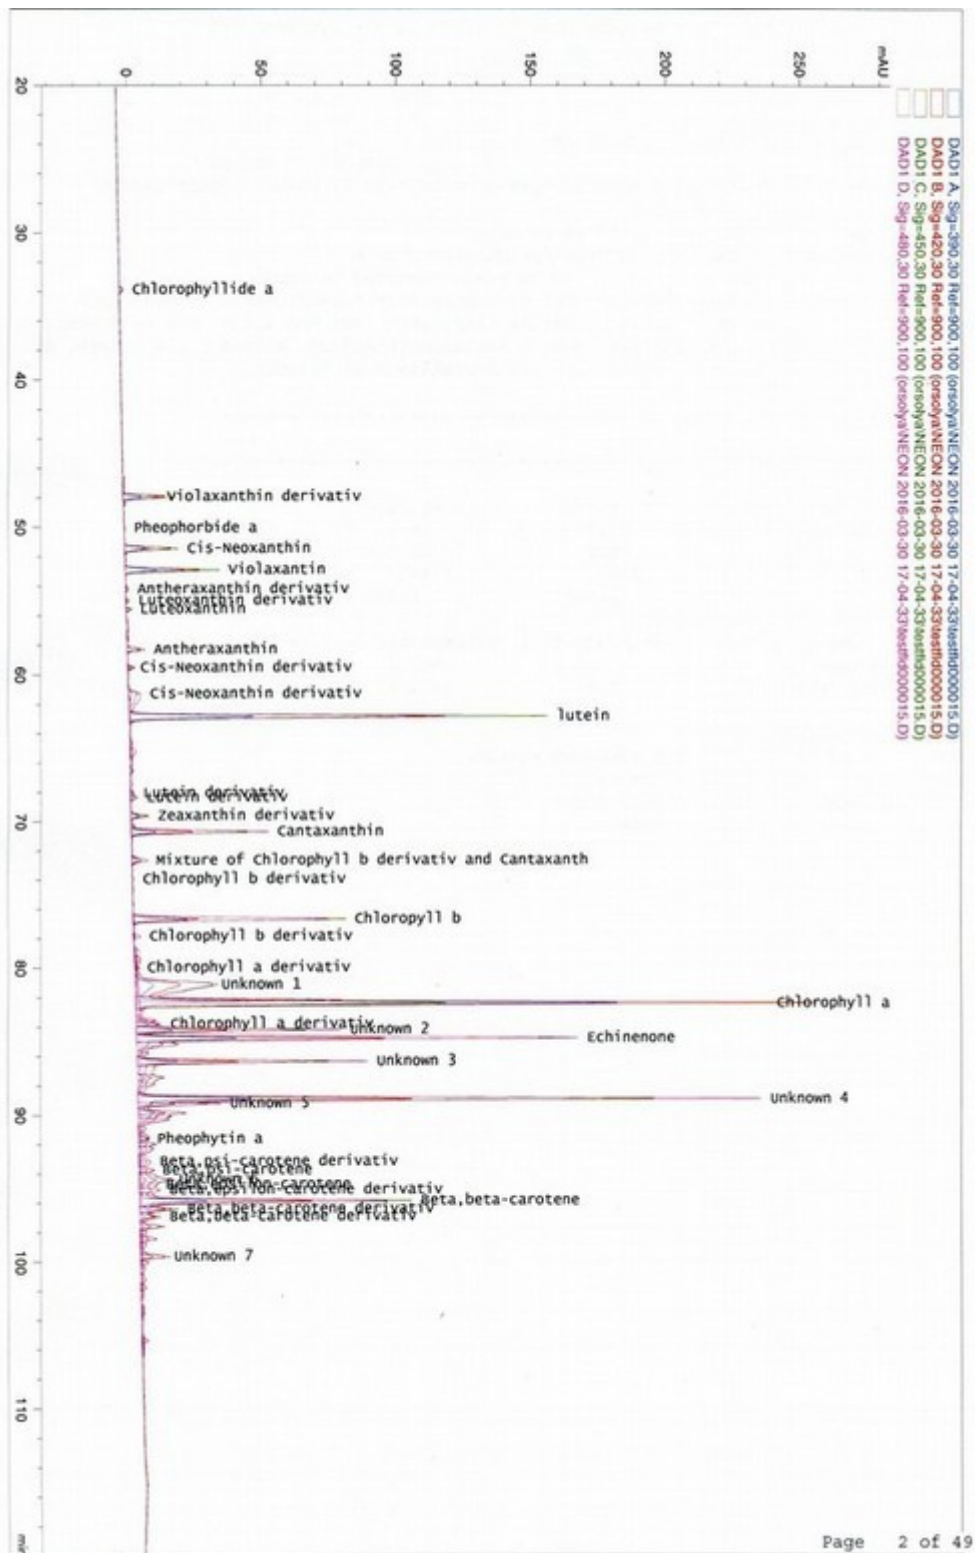 DAD1 A, Sig=390,30 Ref=900,100 (orsolya\NEON 2016-03-30 17-04-33\testfild000015.D)
DAD1 B, Sig=420,30 Ref=900,100 (orsolya\NEON 2016-03-30 17-04-33\testfild000015.D)
DAD1 C, Sig=450,30 Ref=900,100 (orsolya\NEON 2016-03-30 17-04-33\testfild000015.D)
DAD1 D, Sig=480,30 Ref=900,100 (orsolya\NEON 2016-03-30 17-04-33\testfild000015.D)
mAU
250
200
150
100
50
0
20
30
40
50
60
70
80
90
100
110
min
Chlorophyllide a
Violaxanthin derivativ
Pheophorbide a
Cis-Neoxanthin
Violaxantin
Antheraxanthin derivativ
Luteoxanthin derivativ
Luteoxanthin
Antheraxanthin
Cis-Neoxanthin derivativ
Cis-Neoxanthin derivativ
lutein
Lutein derivativ
Lutein derivativ
Zeaxanthin derivativ
Cantaxanthin
Mixture of Chlorophyll b derivativ and Cantaxanth
Chlorophyll b derivativ
Chloropyll b
Chlorophyll b derivativ
Chlorophyll a derivativ
Unknown 1
Chlorophyll a
Chlorophyll a derivativ
Unknown 2
Echinenone
Unknown 3
Unknown 4
Unknown 5
Pheophytin a
Beta,psi-carotene derivativ
Beta,psi-carotene
Beta,epsilon-carotene derivativ
Beta,beta-carotene
Beta,beta-carotene derivativ
Beta,beta-carotene derivativ
Unknown 7
Page 2 of 49